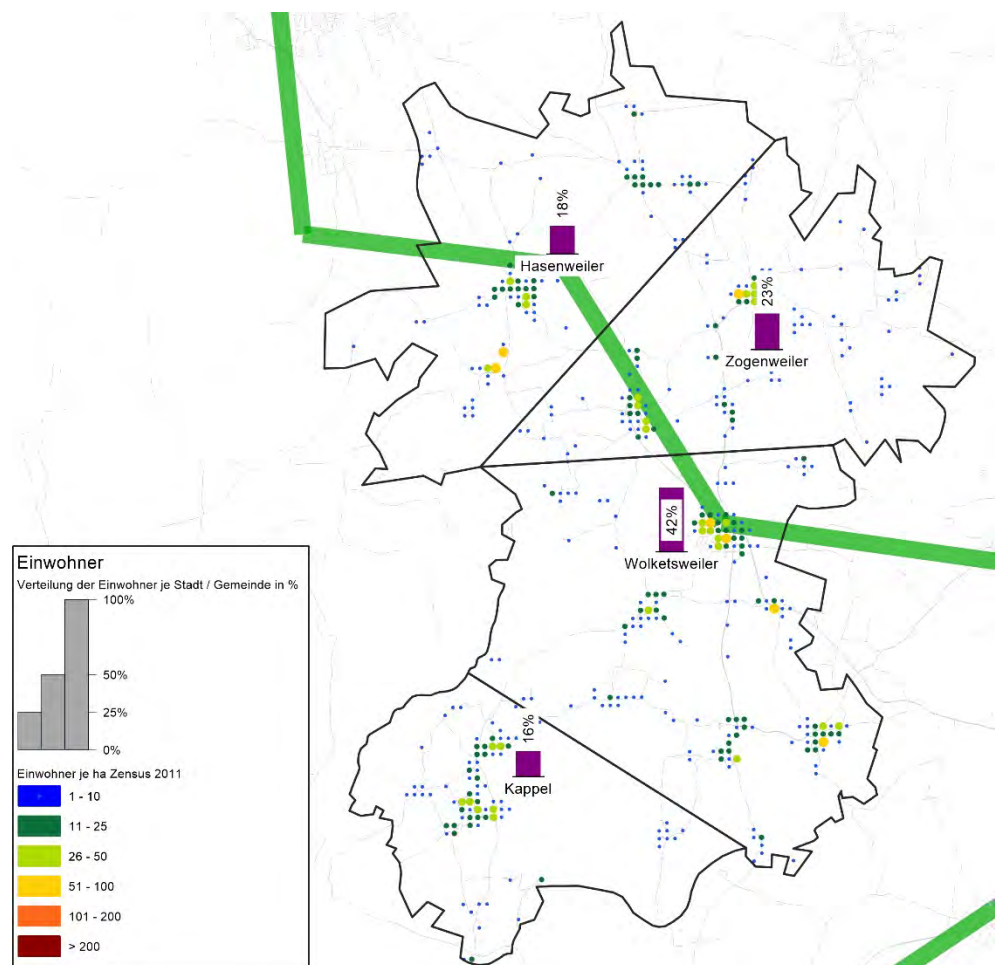 18%
Hasenweiler
23%
Zogenweiler
42%
Wolketsweiler
16%
Kappel
Einwohner
Verteilung der Einwohner je Stadt / Gemeinde in %
100%
50%
25%
0%
Einwohner je ha Zensus 2011
1 - 10
11 - 25
26 - 50
51 - 100
101 - 200
> 200